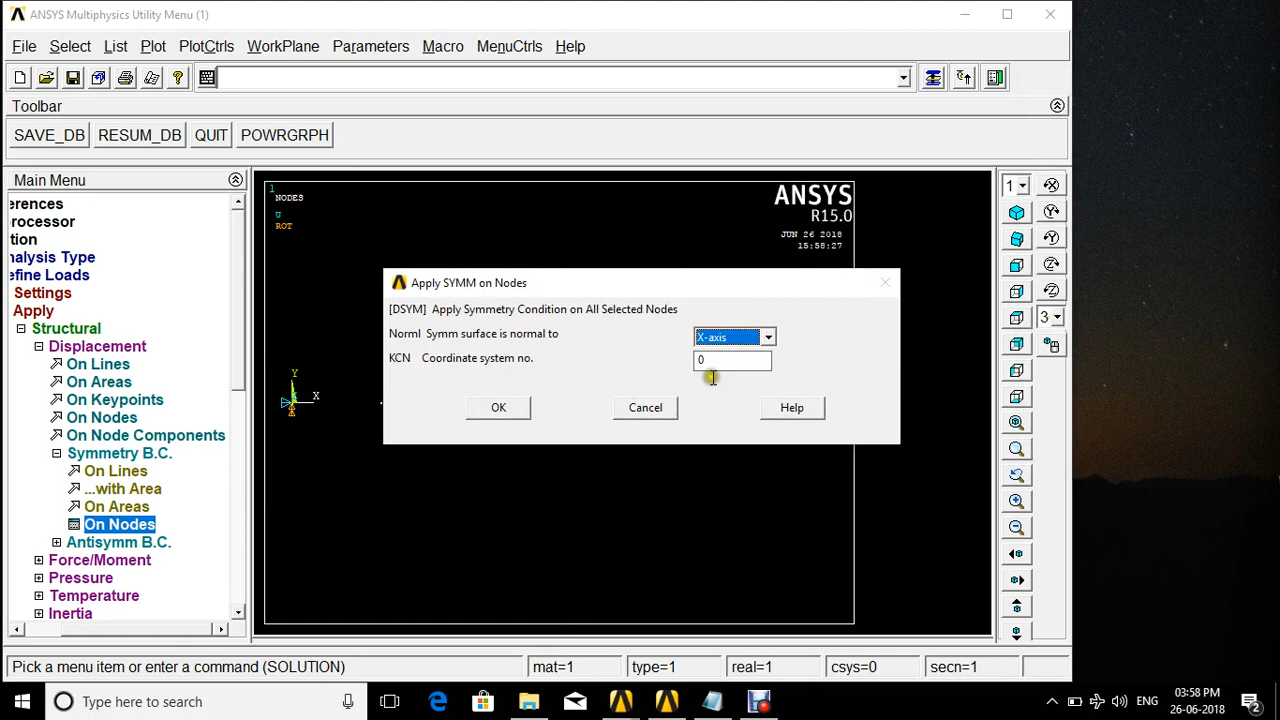 ANSYS Multiphysics Utility Menu (1)
File Select List Plot PlotCtrls WorkPlane Parameters Macro MenuCtrls Help
Toolbar
SAVE_DB RESUM_DB QUIT POWRGRPH
Main Menu
erences
rocessor
tion
nalysis Type
efine Loads
Settings
Apply
Structural
Displacement
On Lines
On Areas
On Keypoints
On Nodes
On Node Components
Symmetry B.C.
On Lines
...with Area
On Areas
On Nodes
Antisymm B.C.
Force/Moment
Pressure
Temperature
Inertia
1
NODES
U
ROT
ANSYS
R15.0
JUN 26 2018
15:58:27
Y
X
Apply SYMM on Nodes
[DSYM] Apply Symmetry Condition on All Selected Nodes
Norml Symm surface is normal to X-axis
KCN Coordinate system no. 0
OK Cancel Help
1
3
Pick a menu item or enter a command (SOLUTION) mat=1 type=1 real=1 csys=0 secn=1
Type here to search
ENG
03:58 PM
26-06-2018
2